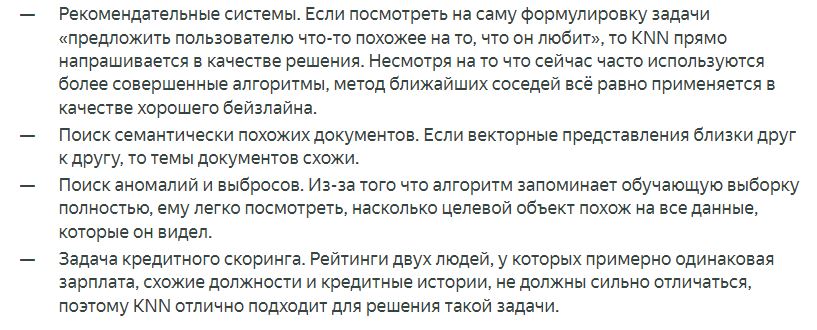 — Рекомендательные системы. Если посмотреть на саму формулировку задачи
«предложить пользователю что-то похожее на то, что он любит», то KNN прямо
напрашивается в качестве решения. Несмотря на то что сейчас часто используются
более совершенные алгоритмы, метод ближайших соседей всё равно применяется в
качестве хорошего бейзлайна.
— Поиск семантически похожих документов. Если векторные представления близки друг
к другу, то темы документов схожи.
— Поиск аномалий и выбросов. Из-за того что алгоритм запоминает обучающую выборку
полностью, ему легко посмотреть, насколько целевой объект похож на все данные,
которые он видел.
— Задача кредитного скоринга. Рейтинги двух людей, у которых примерно одинаковая
зарплата, схожие должности и кредитные истории, не должны сильно отличаться,
поэтому KNN отлично подходит для решения такой задачи.